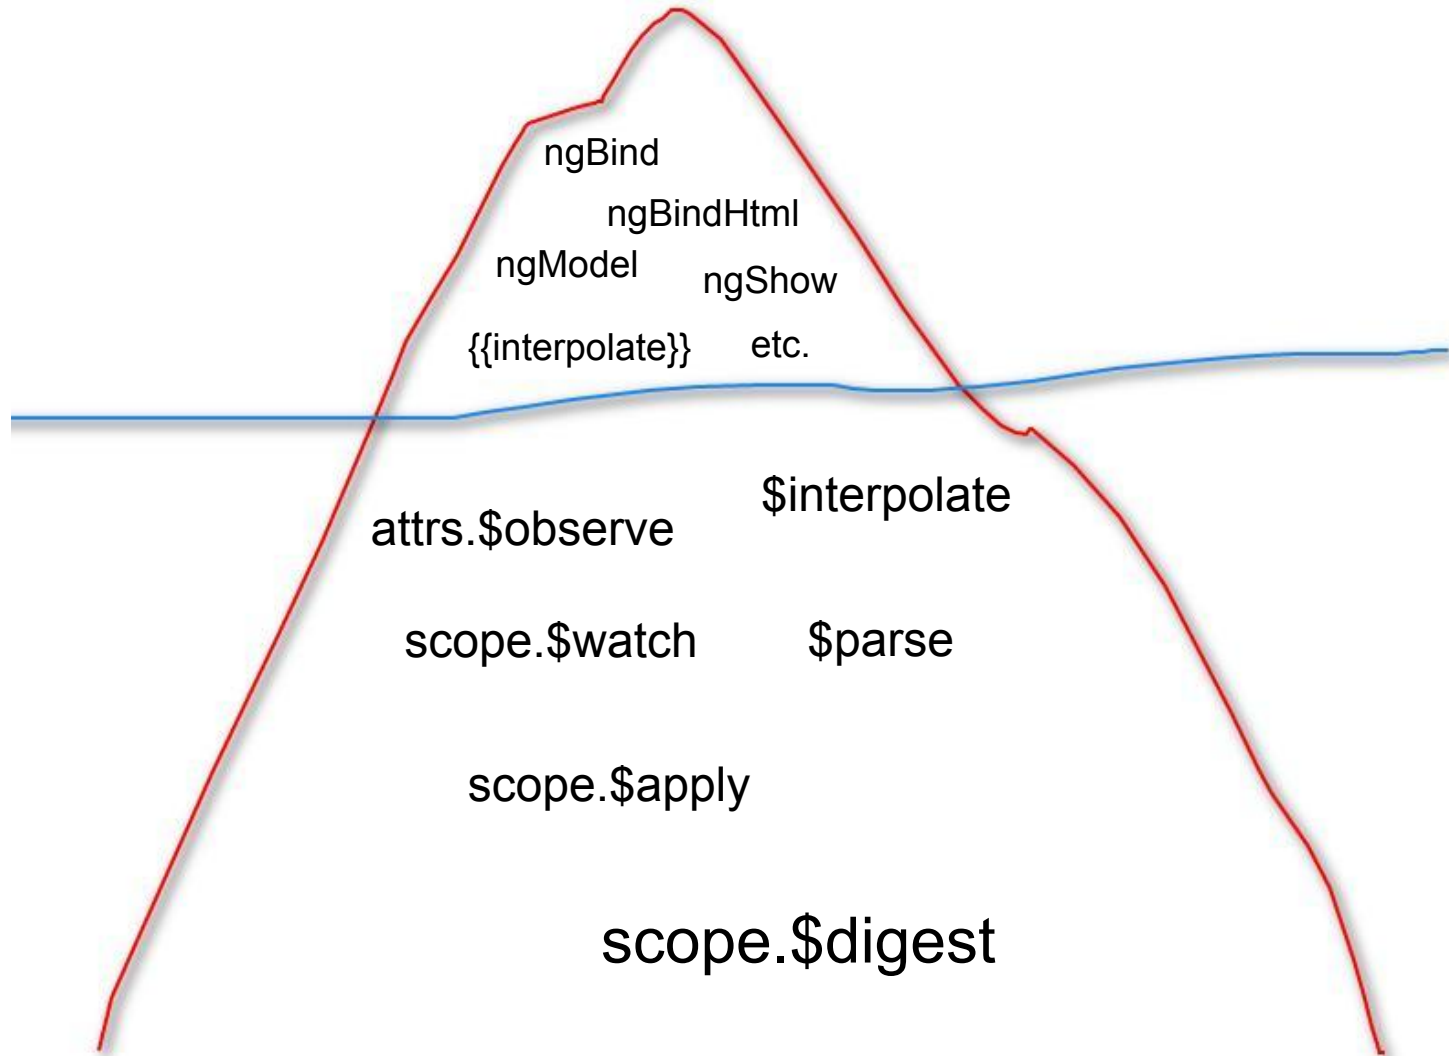 ngBind
ngBindHtml
ngModel
ngShow
{{interpolate}}
etc.
$interpolate
attrs.$observe
scope.$watch
$parse
scope.$apply
scope.$digest